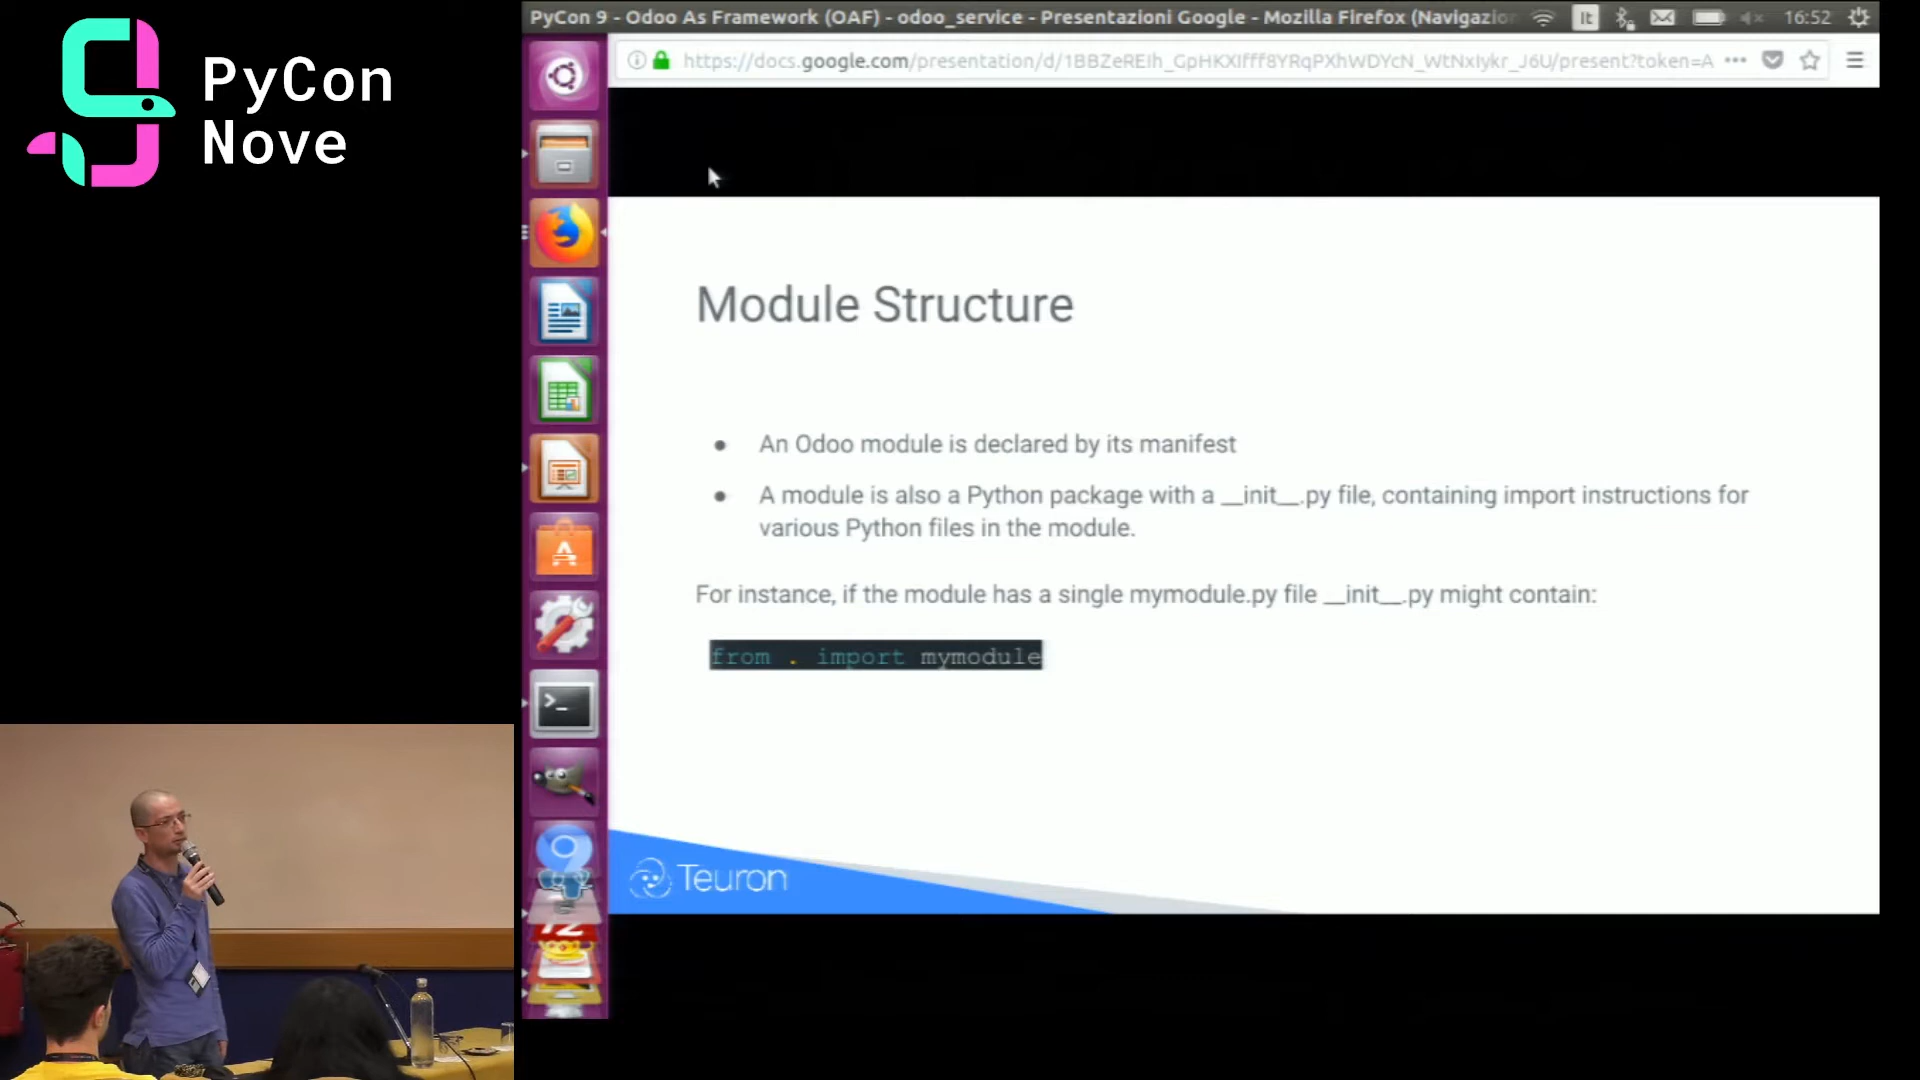 PyCon
Nove
PyCon 9 - Odoo As Framework (OAF) - odoo_service - Presentazioni Google - Mozilla Firefox (Navigazio
It
16:52
https://docs.google.com/presentation/d/1BBZeREIh_GpHKXIfff8YRqPXhWDYcN_WtNxIykr_J6U/present?token=A
Module Structure
● An Odoo module is declared by its manifest
● A module is also a Python package with a __init__.py file, containing import instructions for
various Python files in the module.
For instance, if the module has a single mymodule.py file __init__.py might contain:
from . import mymodule
Teuron